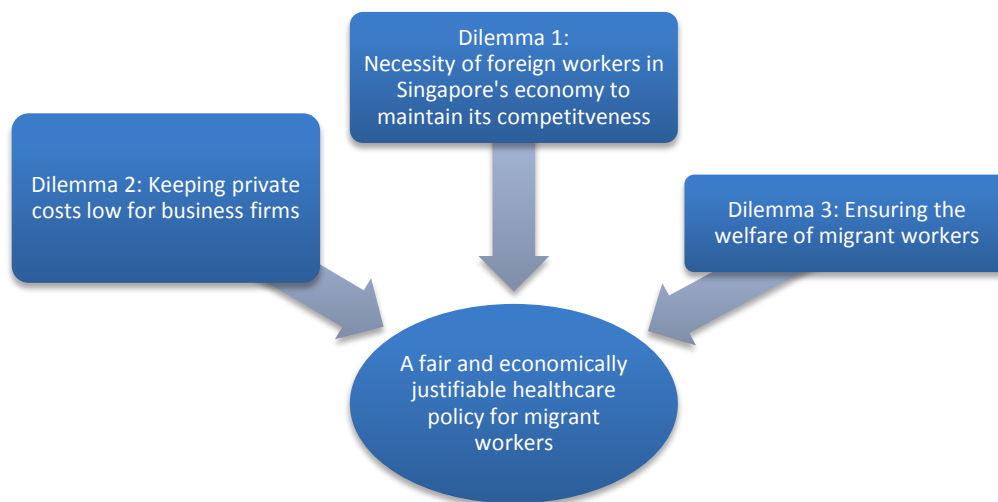 Dilemma 1:
Necessity of foreign workers in
Singapore's economy to
maintain its competitveness
Dilemma 2: Keeping private
costs low for business firms
Dilemma 3: Ensuring the
welfare of migrant workers
A fair and economically
justifiable healthcare
policy for migrant
workers